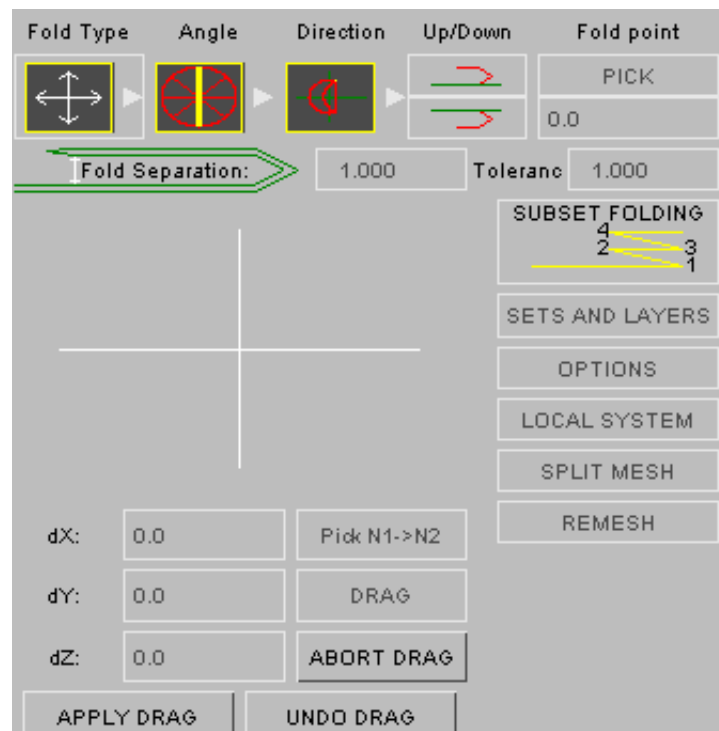 Fold Type Angle Direction Up/Down Fold point
PICK
0.0
Fold Separation: 1.000 Toleranc 1.000
SUBSET FOLDING
4
2 3
1
SETS AND LAYERS
OPTIONS
LOCAL SYSTEM
SPLIT MESH
REMESH
dX: 0.0 Pick N1->N2
dY: 0.0 DRAG
dZ: 0.0 ABORT DRAG
APPLY DRAG UNDO DRAG